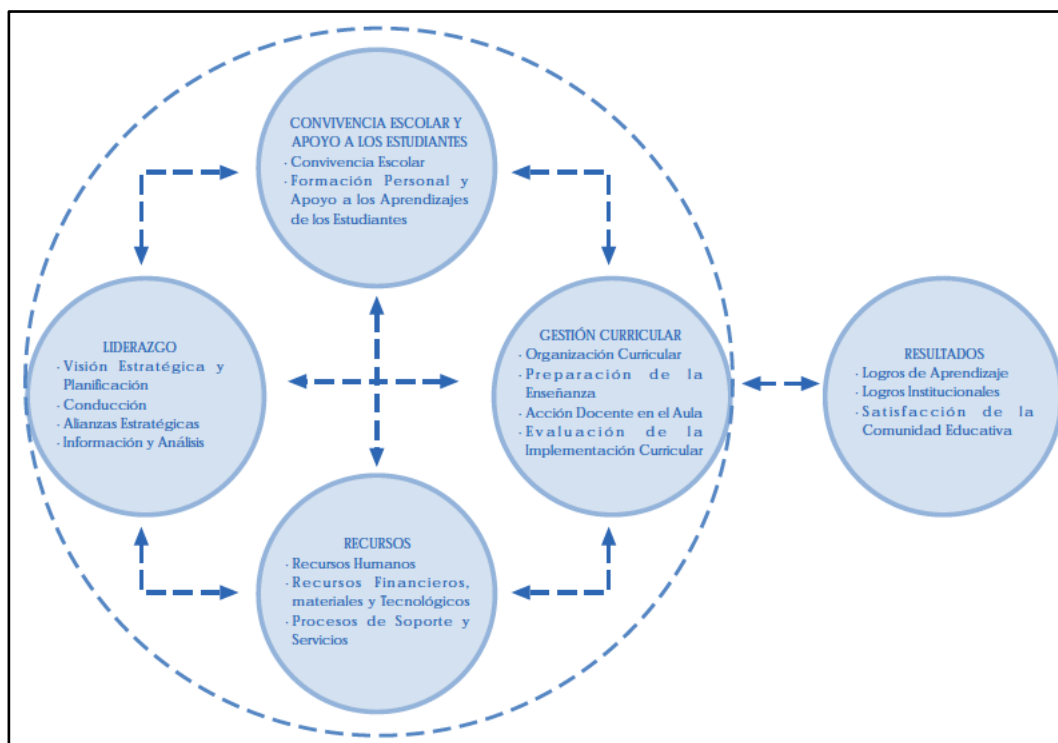 CONVIVENCIA ESCOLAR Y
APOYO A LOS ESTUDIANTES
· Convivencia Escolar
· Formación Personal y
Apoyo a los Aprendizajes
de los Estudiantes
LIDERAZGO
· Visión Estratégica y
Planificación
· Conducción
· Alianzas Estratégicas
· Información y Análisis
GESTIÓN CURRICULAR
· Organización Curricular
· Preparación de la
Enseñanza
· Acción Docente en el Aula
· Evaluación de la
Implementación Curricular
RESULTADOS
· Logros de Aprendizaje
· Logros Institucionales
· Satisfacción de la
Comunidad Educativa
RECURSOS
· Recursos Humanos
· Recursos Financieros,
materiales y Tecnológicos
· Procesos de Soporte y
Servicios